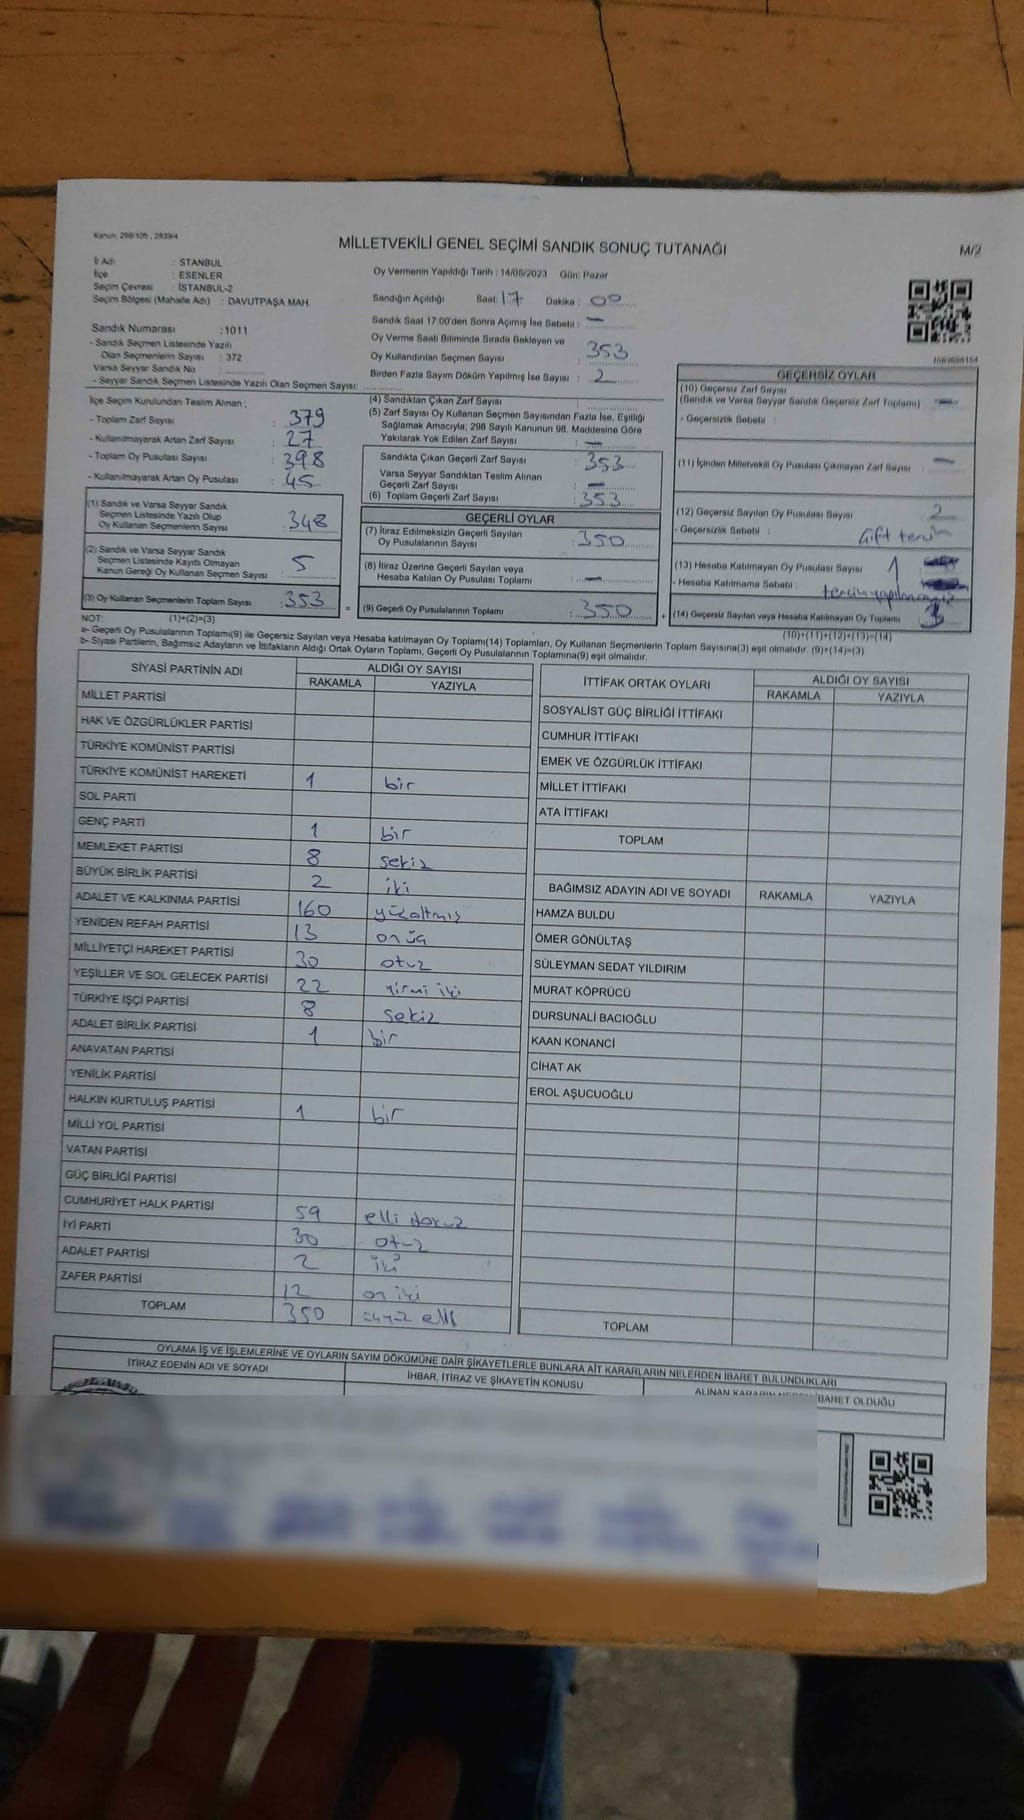 Kanun: 298/105 , 2839/4
MİLLETVEKİLİ GENEL SEÇİMİ SANDIK SONUÇ TUTANAĞI
M/2
İl Adı : İSTANBUL
İlçe : ESENLER
Seçim Çevresi : İSTANBUL-2
Seçim Bölgesi (Mahalle Adı) : DAVUTPAŞA MAH.
Oy Vermenin Yapıldığı Tarih : 14/05/2023 Gün: Pazar
Sandığın Açıldığı Saat: 17 Dakika : 00
Sandık Saat 17:00'den Sonra Açılmış İse Sebebi : -
Oy Verme Saati Bitiminde Sırada Bekleyen ve
Oy Kullandırılan Seçmen Sayısı : 353
Birden Fazla Sayım Döküm Yapılmış İse Sayısı : 2
Sandık Numarası : 1011
- Sandık Seçmen Listesinde Yazılı
Olan Seçmenlerin Sayısı : 372
Varsa Seyyar Sandık No :
- Seyyar Sandık Seçmen Listesinde Yazılı Olan Seçmen Sayısı:
İlçe Seçim Kurulundan Teslim Alınan ;
- Toplam Zarf Sayısı : 379
- Kullanılmayarak Artan Zarf Sayısı : 27
- Toplam Oy Pusulası Sayısı : 398
- Kullanılmayarak Artan Oy Pusulası : 45
(1) Sandık ve Varsa Seyyar Sandık
Seçmen Listesinde Yazılı Olup
Oy Kullanan Seçmenlerin Sayısı : 348
(2) Sandık ve Varsa Seyyar Sandık
Seçmen Listesinde Kayıtlı Olmayan
Kanun Gereği Oy Kullanan Seçmen Sayısı : 5
(3) Oy Kullanan Seçmenlerin Toplam Sayısı : 353
(4) Sandıktan Çıkan Zarf Sayısı :
(5) Zarf Sayısı Oy Kullanan Seçmen Sayısından Fazla İse, Eşitliği
Sağlamak Amacıyla; 298 Sayılı Kanunun 98. Maddesine Göre
Yakılarak Yok Edilen Zarf Sayısı : -
Sandıkta Çıkan Geçerli Zarf Sayısı : 353
Varsa Seyyar Sandıktan Teslim Alınan
Geçerli Zarf Sayısı : -
(6) Toplam Geçerli Zarf Sayısı : 353
GEÇERLİ OYLAR
(7) İtiraz Edilmeksizin Geçerli Sayılan
Oy Pusulalarının Sayısı : 350
(8) İtiraz Üzerine Geçerli Sayılan veya
Hesaba Katılan Oy Pusulası Toplamı : -
(9) Geçerli Oy Pusulalarının Toplamı : 350
GEÇERSİZ OYLAR
(10) Geçersiz Zarf Sayısı
(Sandık ve Varsa Seyyar Sandık Geçersiz Zarf Toplamı) : -
- Geçersizlik Sebebi :
(11) İçinden Milletvekili Oy Pusulası Çıkmayan Zarf Sayısı : -
(12) Geçersiz Sayılan Oy Pusulası Sayısı : 2
- Geçersizlik Sebebi : Çift tercih
(13) Hesaba Katılmayan Oy Pusulası Sayısı : 1
- Hesaba Katılmama Sebebi : tercih yapılmamış
(14) Geçersiz Sayılan veya Hesaba Katılmayan Oy Toplamı : 3
NOT: (1)+(2)=(3)
(10)+(11)+(12)+(13)=(14)
a- Geçerli Oy Pusulalarının Toplamı(9) ile Geçersiz Sayılan veya Hesaba katılmayan Oy Toplamı(14) Toplamları, Oy Kullanan Seçmenlerin Toplam Sayısına(3) eşit olmalıdır. (9)+(14)=(3)
b- Siyasi Partilerin, Bağımsız Adayların ve İttifakların Aldığı Ortak Oyların Toplamı, Geçerli Oy Pusulalarının Toplamına(9) eşit olmalıdır.
SİYASİ PARTİNİN ADI ALDIĞI OY SAYISI
RAKAMLA YAZIYLA
MİLLET PARTİSİ
HAK VE ÖZGÜRLÜKLER PARTİSİ
TÜRKİYE KOMÜNİST PARTİSİ
TÜRKİYE KOMÜNİST HAREKETİ 1 bir
SOL PARTİ
GENÇ PARTİ 1 bir
MEMLEKET PARTİSİ 8 sekiz
BÜYÜK BİRLİK PARTİSİ 2 iki
ADALET VE KALKINMA PARTİSİ 160 yüzaltmış
YENİDEN REFAH PARTİSİ 13 onüç
MİLLİYETÇİ HAREKET PARTİSİ 30 otuz
YEŞİLLER VE SOL GELECEK PARTİSİ 22 yirmi iki
TÜRKİYE İŞÇİ PARTİSİ 8 sekiz
ADALET BİRLİK PARTİSİ 1 bir
ANAVATAN PARTİSİ
YENİLİK PARTİSİ
HALKIN KURTULUŞ PARTİSİ 1 bir
MİLLİ YOL PARTİSİ
VATAN PARTİSİ
GÜÇ BİRLİĞİ PARTİSİ
CUMHURİYET HALK PARTİSİ 59 elli dokuz
İYİ PARTİ 30 otuz
ADALET PARTİSİ 2 iki
ZAFER PARTİSİ 12 on iki
TOPLAM 350 üçyüz elli
İTTİFAK ORTAK OYLARI ALDIĞI OY SAYISI
RAKAMLA YAZIYLA
SOSYALİST GÜÇ BİRLİĞİ İTTİFAKI
CUMHUR İTTİFAKI
EMEK VE ÖZGÜRLÜK İTTİFAKI
MİLLET İTTİFAKI
ATA İTTİFAKI
TOPLAM
BAĞIMSIZ ADAYIN ADI VE SOYADI RAKAMLA YAZIYLA
HAMZA BULDU
ÖMER GÖNÜLTAŞ
SÜLEYMAN SEDAT YILDIRIM
MURAT KÖPRÜCÜ
DURSUNALİ BACIOĞLU
KAAN KONANCİ
CİHAT AK
EROL AŞUCUOĞLU
TOPLAM
OYLAMA İŞ VE İŞLEMLERİNE VE OYLARIN SAYIM DÖKÜMÜNE DAİR ŞİKAYETLERLE BUNLARA AİT KARARLARIN NELERDEN İBARET BULUNDUKLARI
İTİRAZ EDENİN ADI VE SOYADI İHBAR, İTİRAZ VE ŞİKAYETİN KONUSU ALINAN KARARIN NEDEN İBARET OLDUĞU